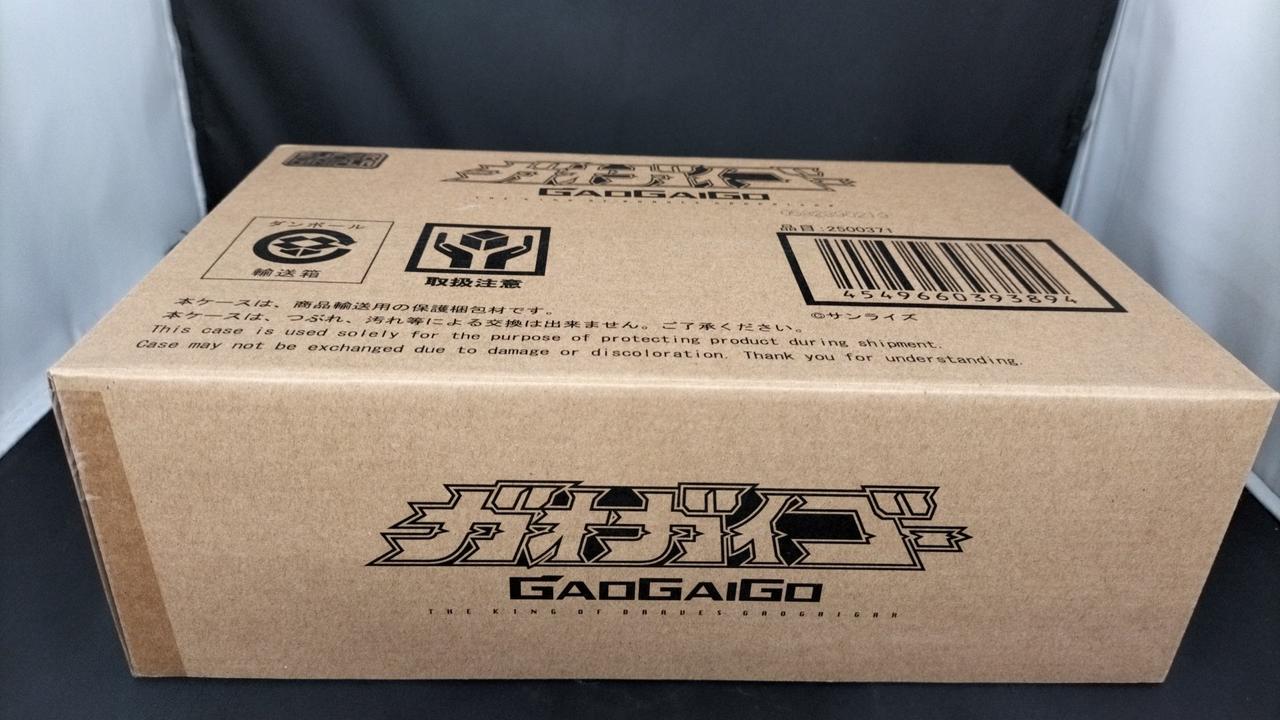 ガオガイゴー
GAOGAIGO
ダンボール
輸送箱
取扱注意
品目:2500371
4549660393894
©サンライズ
本ケースは、商品輸送用の保護梱包材です。
本ケースは、つぶれ、汚れ等による交換は出来ません。ご了承ください。
This case is used solely for the purpose of protecting product during shipment.
Case may not be exchanged due to damage or discoloration. Thank you for understanding.
ガオガイゴー
GAOGAIGO
THE KING OF BRAVES GAOGAIGAR